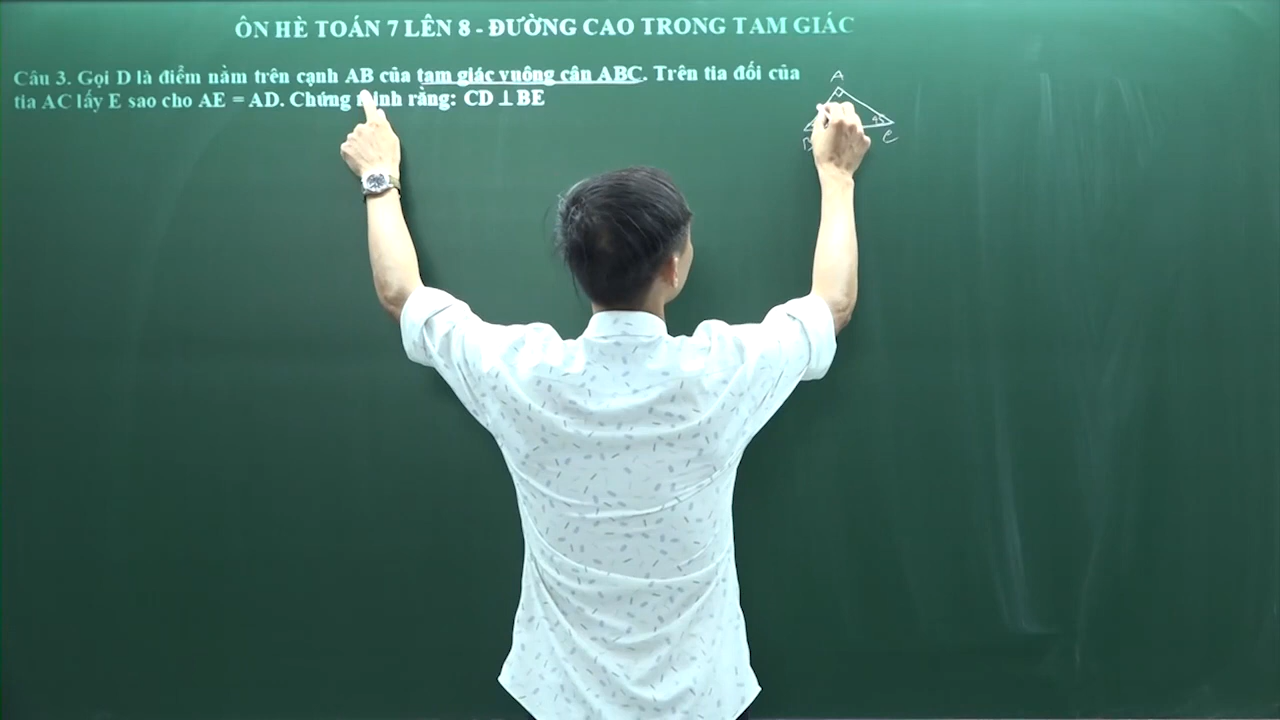 ÔN HÈ TOÁN 7 LÊN 8 - ĐƯỜNG CAO TRONG TAM GIÁC
Câu 3. Gọi D là điểm nằm trên cạnh AB của tam giác vuông cân ABC. Trên tia đối của
tia AC lấy E sao cho AE = AD. Chứng minh rằng: CD ⊥ BE
A
45
B
C